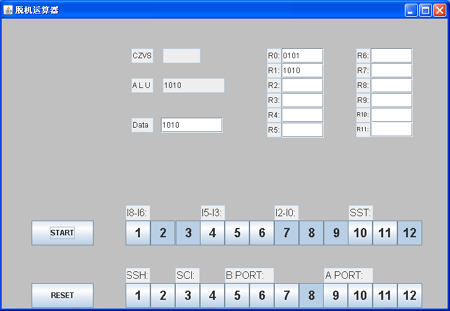 脱机运算器
CZVS
R0: 0101 R6:
R1: 1010 R7:
A L U 1010 R2: R8:
R3: R9:
Data 1010 R4: R10:
R5: R11:
I8-I6: I5-I3: I2-I0: SST:
START 1 2 3 4 5 6 7 8 9 10 11 12
SSH: SCI: B PORT: A PORT:
RESET 1 2 3 4 5 6 7 8 9 10 11 12